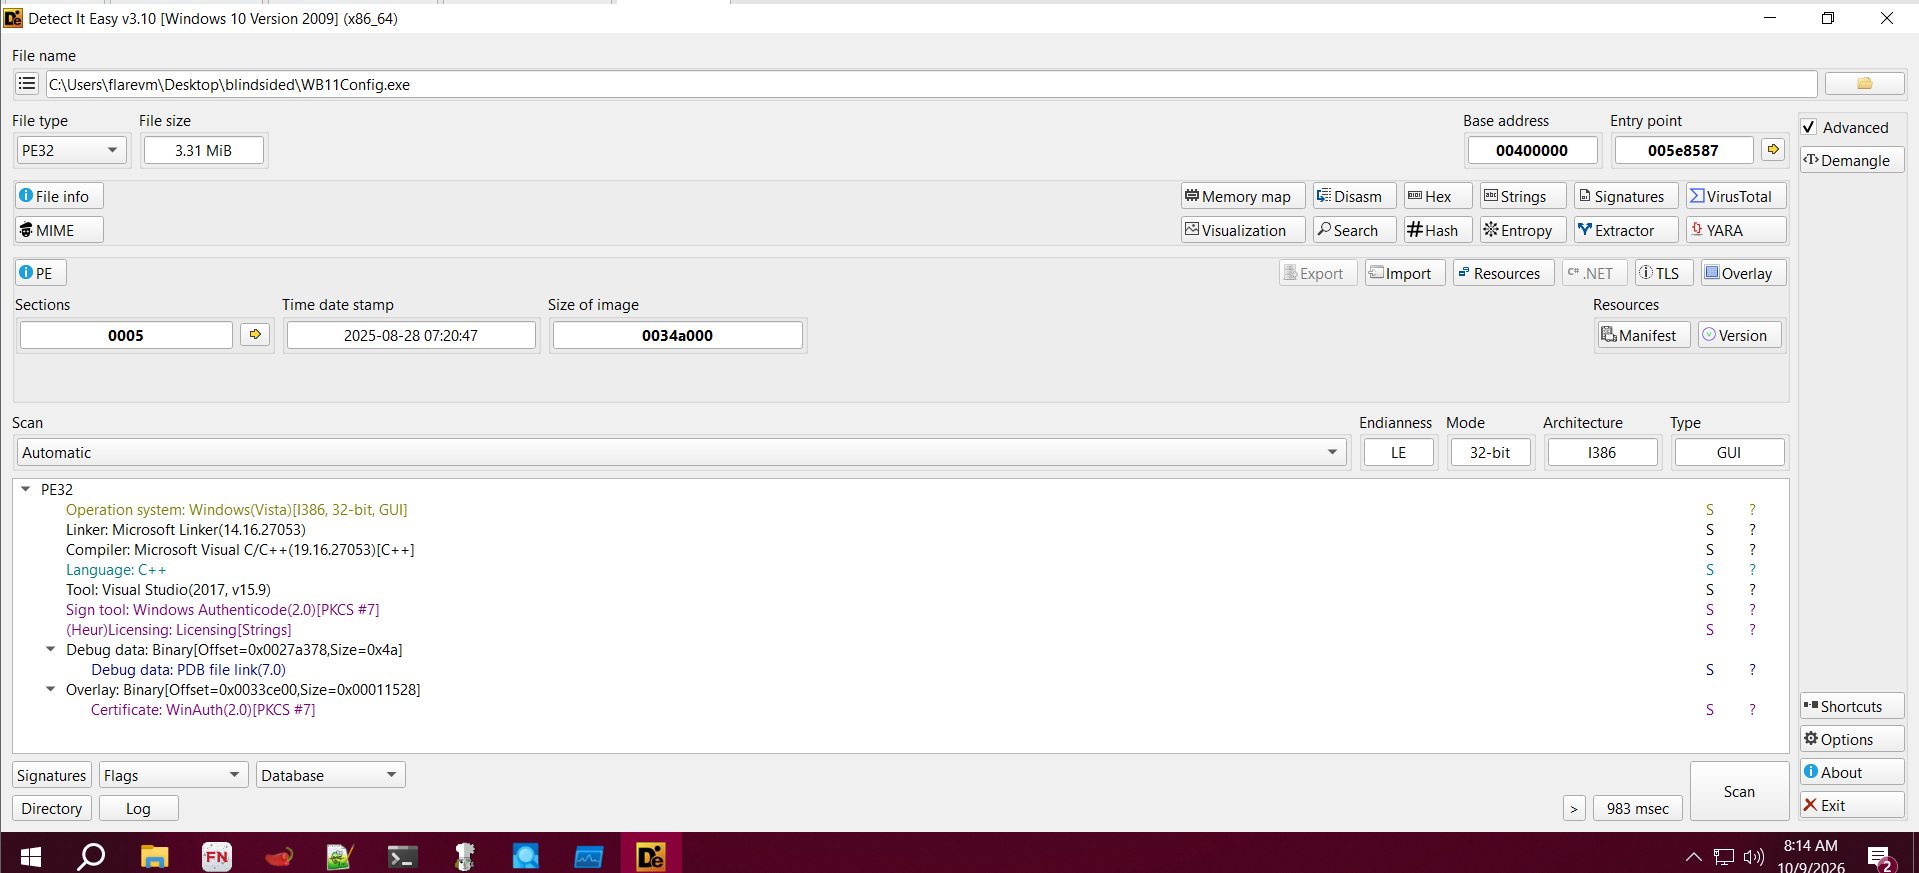 Detect It Easy v3.10 [Windows 10 Version 2009] (x86_64)
File name
C:\Users\flarevm\Desktop\blindsided\WB11Config.exe
File type File size Base address Entry point
Advanced
PE32 3.31 MiB 00400000 005e8587
Demangle
File info Memory map Disasm Hex Strings Signatures VirusTotal
MIME Visualization Search Hash Entropy Extractor YARA
PE Export Import Resources C# .NET TLS Overlay
Sections Time date stamp Size of image Resources
0005 2025-08-28 07:20:47 0034a000 Manifest Version
Scan Endianness Mode Architecture Type
Automatic LE 32-bit I386 GUI
PE32
Operation system: Windows(Vista)[I386, 32-bit, GUI] S ?
Linker: Microsoft Linker(14.16.27053) S ?
Compiler: Microsoft Visual C/C++(19.16.27053)[C++] S ?
Language: C++ S ?
Tool: Visual Studio(2017, v15.9) S ?
Sign tool: Windows Authenticode(2.0)[PKCS #7] S ?
(Heur)Licensing: Licensing[Strings] S ?
Debug data: Binary[Offset=0x0027a378,Size=0x4a]
Debug data: PDB file link(7.0) S ?
Overlay: Binary[Offset=0x0033ce00,Size=0x00011528]
Certificate: WinAuth(2.0)[PKCS #7] S ?
Shortcuts
Options
Signatures Flags Database
About
Scan
Directory Log > 983 msec
Exit
FN De
8:14 AM
10/9/2026
2